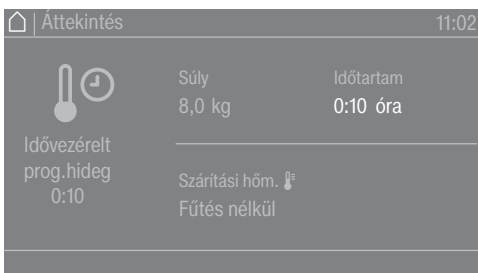 | Áttekintés 11:02
Idővezérelt
prog.hideg
0:10
Súly
8,0 kg
Időtartam
0:10 óra
Szárítási hőm.
Fűtés nélkül